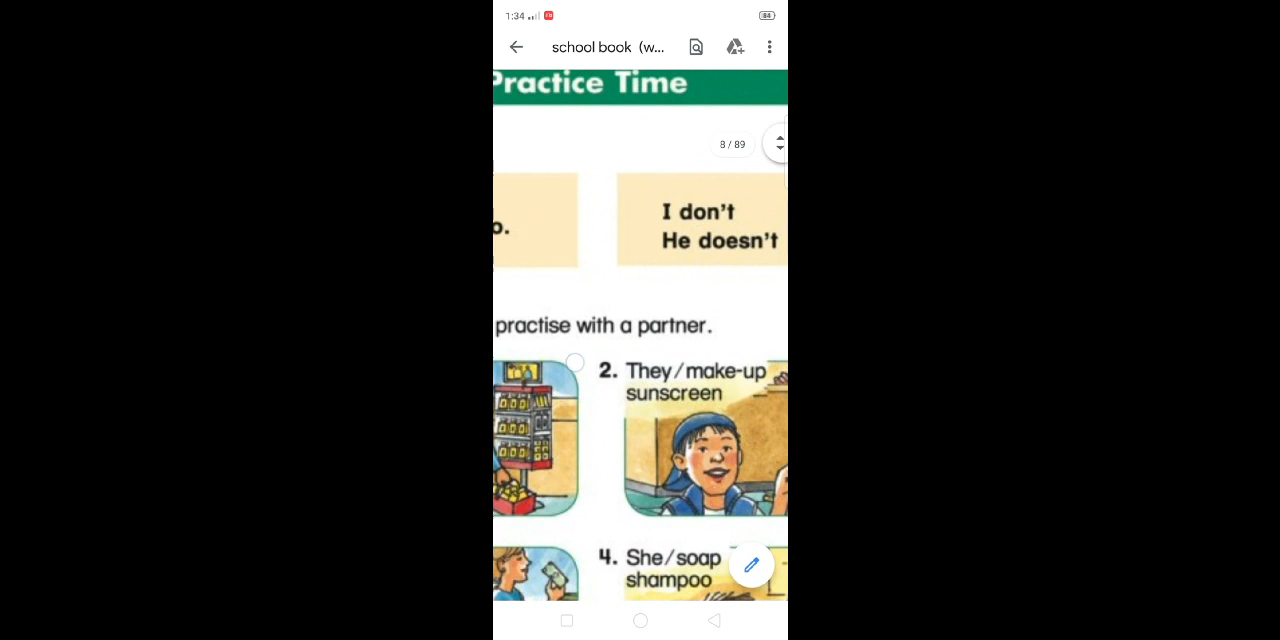 1:34
84
school book (w...
Practice Time
8 / 89
o.
I don't
He doesn't
practise with a partner.
2. They/make-up
sunscreen
4. She/soap
shampoo